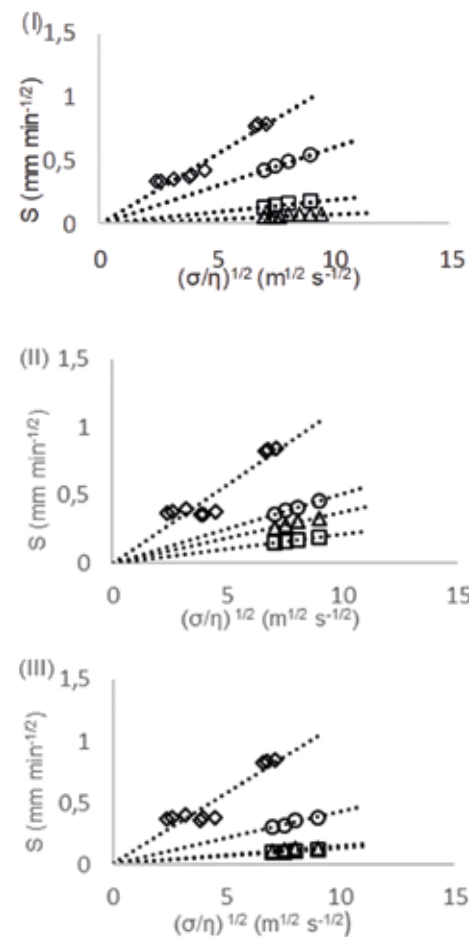 (I)
1,5
1
0,5
0
S (mm min-1/2)
0 5 10 15
(σ/η)1/2 (m1/2 s-1/2)
(II)
1,5
1
0,5
0
S (mm min-1/2)
0 5 10 15
(σ/η) 1/2 (m1/2 s-1/2)
(III)
1,5
1
0,5
0
S (mm min-1/2)
0 5 10 15
(σ/η) 1/2 (m1/2 s-1/2)